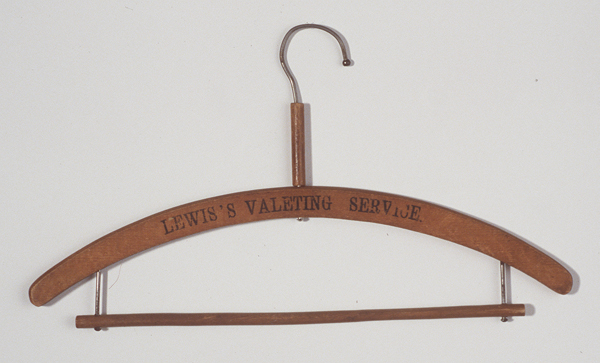 LEWIS'S VALETING SERVICE.